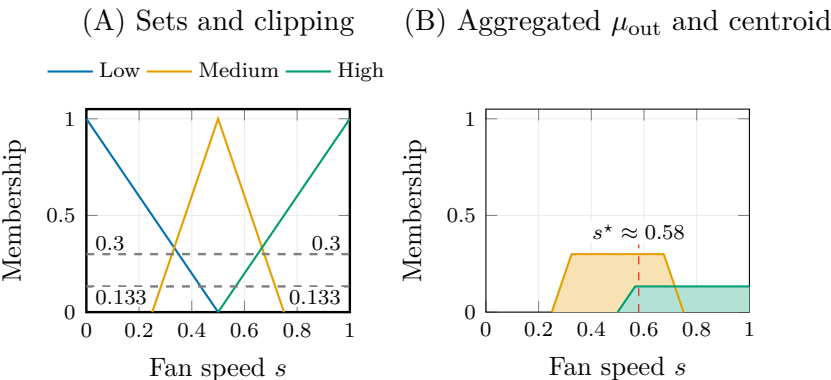 (A) Sets and clipping
Low Medium High
Membership
1
0.5
0
0.3 0.3
0.133 0.133
0 0.2 0.4 0.6 0.8 1
Fan speed s
(B) Aggregated μout and centroid
Membership
1
0.5
0
s⋆ ≈ 0.58
0 0.2 0.4 0.6 0.8 1
Fan speed s